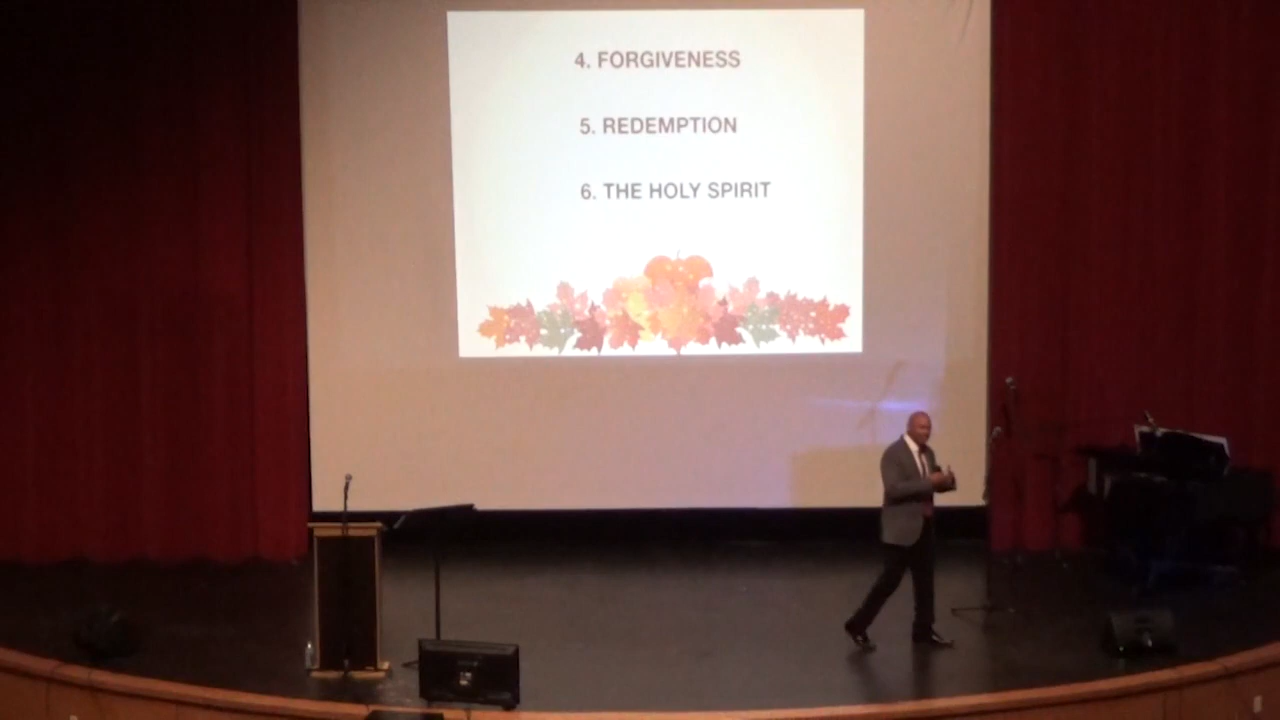 4. FORGIVENESS
5. REDEMPTION
6. THE HOLY SPIRIT